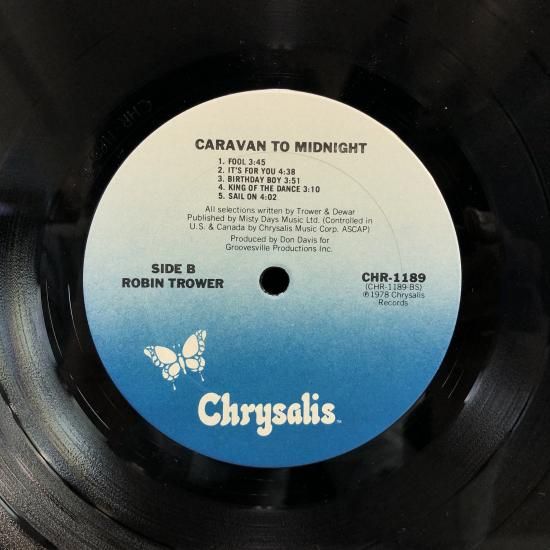 CARAVAN TO MIDNIGHT
1. FOOL 3:45
2. IT'S FOR YOU 4:38
3. BIRTHDAY BOY 3:51
4. KING OF THE DANCE 3:10
5. SAIL ON 4:02
All selections written by Trower & Dewar
Published by Misty Days Music Ltd. (Controlled in
U.S. & Canada by Chrysalis Music Corp. ASCAP)
Produced by Don Davis for
Groovesville Productions Inc.
SIDE B
ROBIN TROWER
CHR-1189
(CHR-1189-BS)
℗1978 Chrysalis
Records
Chrysalis™